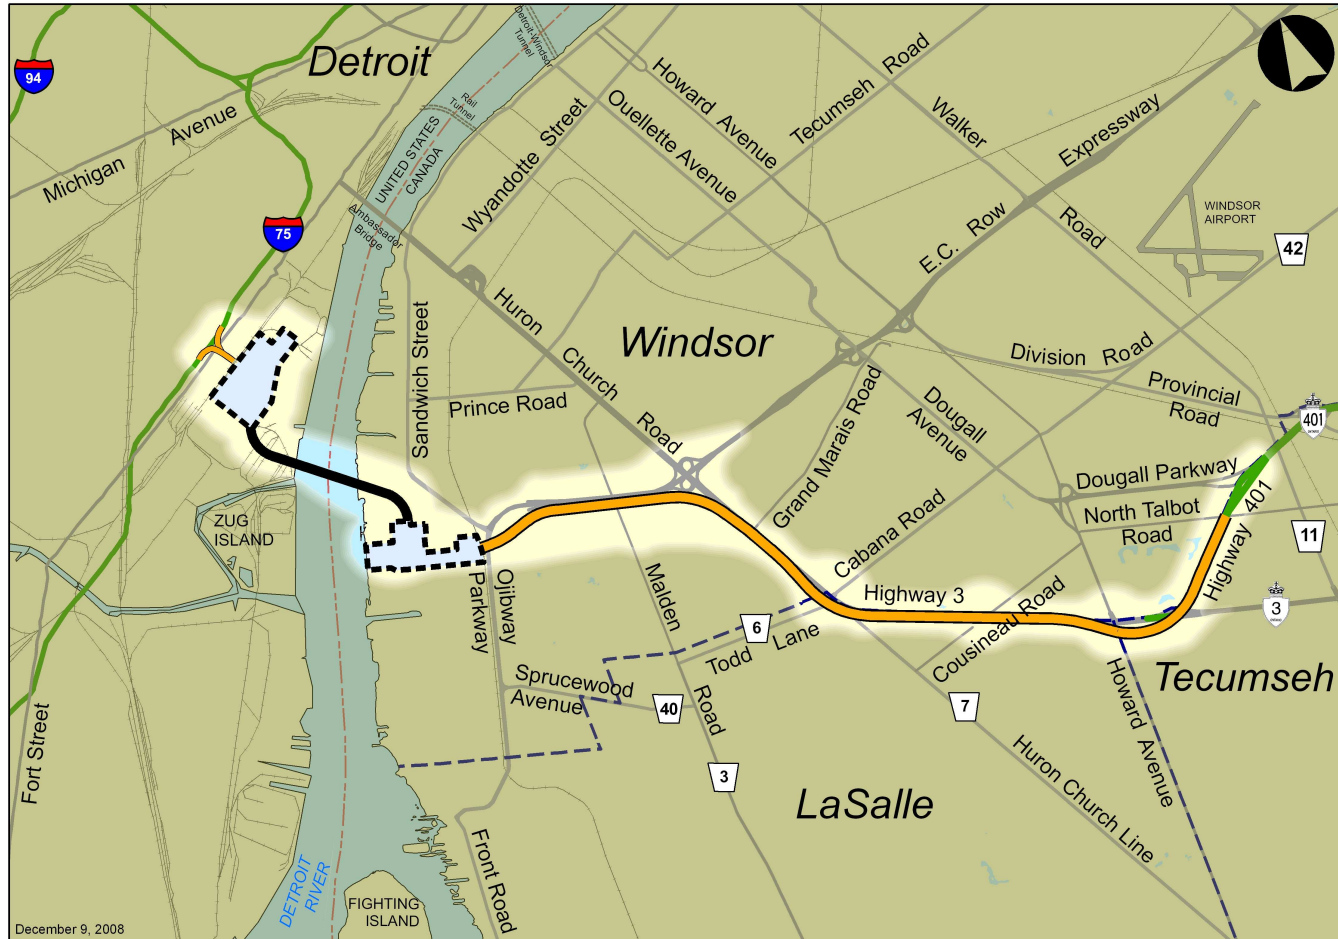 Detroit
94
Michigan
Avenue
75
Detroit-Windsor
Tunnel
Rail
Tunnel
UNITED STATES
CANADA
Ambassador
Bridge
Wyandotte Street
Ouellette Avenue
Howard Avenue
Tecumseh Road
Walker
Road
E.C. Row Expressway
WINDSOR
AIRPORT
42
Sandwich Street
Huron
Church
Road
Windsor
Prince Road
Grand Marais Road
Dougall
Avenue
Division Road
Provincial
Road
401
ONTARIO
Dougall Parkway
North Talbot
Road
Highway 401
11
Cabana Road
Highway 3
3
ONTARIO
Cousineau Road
ZUG
ISLAND
Ojibway
Parkway
Malden
Road
6
Todd Lane
Sprucewood
Avenue
40
7
3
Howard Avenue
Tecumseh
Huron Church Line
LaSalle
Fort Street
Front Road
DETROIT
RIVER
FIGHTING
ISLAND
December 9, 2008